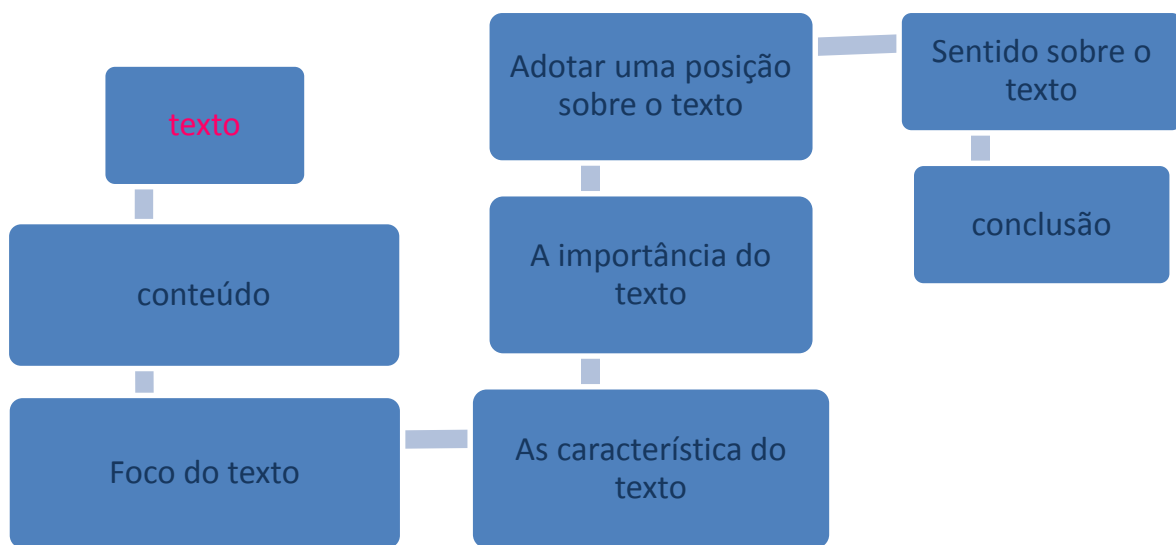 texto
conteúdo
Foco do texto
As característica do
texto
A importância do
texto
Adotar uma posição
sobre o texto
Sentido sobre o
texto
conclusão